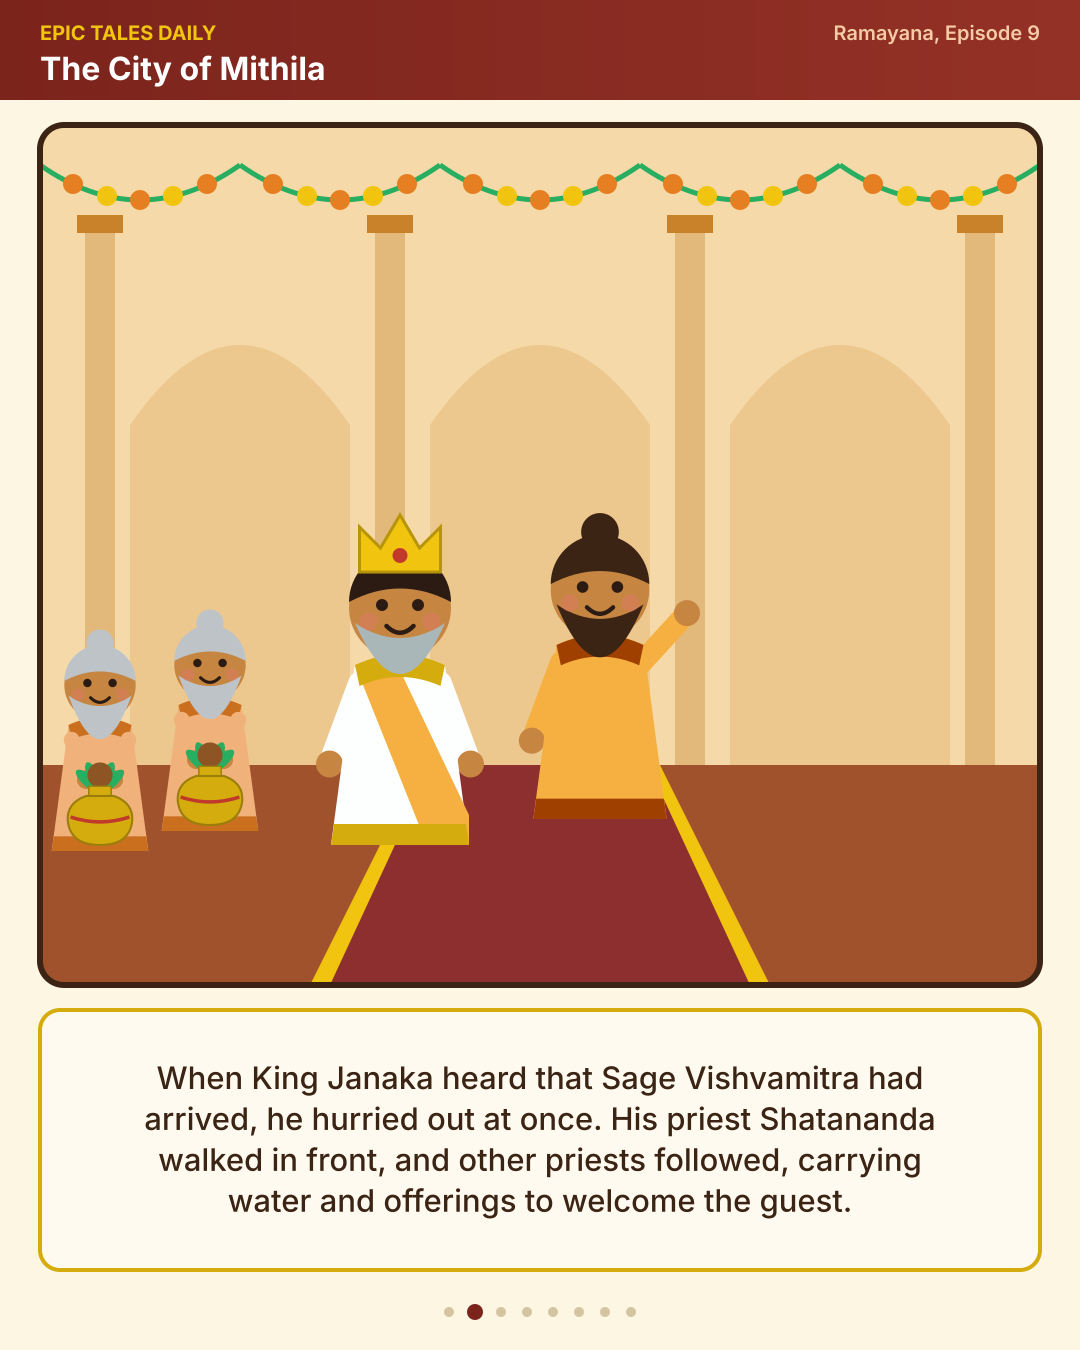 EPIC TALES DAILY
Ramayana, Episode 9
The City of Mithila
When King Janaka heard that Sage Vishvamitra had
arrived, he hurried out at once. His priest Shatananda
walked in front, and other priests followed, carrying
water and offerings to welcome the guest.